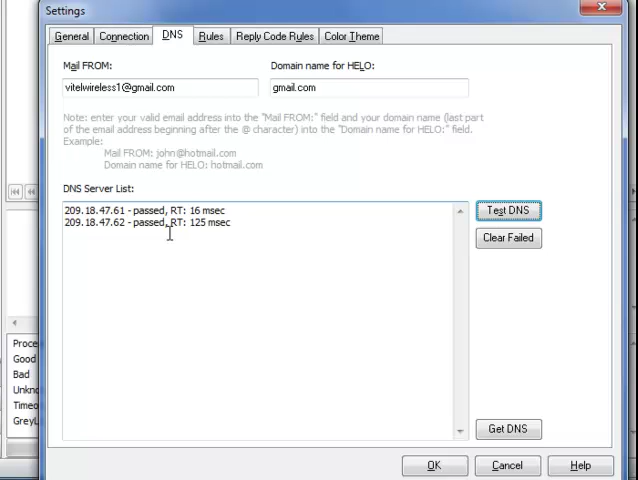 Settings
General Connection DNS Rules Reply Code Rules Color Theme
Mail FROM: Domain name for HELO:
vitelwireless1@gmail.com gmail.com
Note: enter your valid email address into the "Mail FROM:" field and your domain name (last part
of the email address beginning after the @ character) into the "Domain name for HELO:" field.
Example:
Mail FROM: john@hotmail.com
Domain name for HELO: hotmail.com
DNS Server List:
209.18.47.61 - passed, RT: 16 msec
209.18.47.62 - passed, RT: 125 msec
Test DNS
Clear Failed
Proce
Good
Bad
Unkno
Timeo
GreyL
Get DNS
OK Cancel Help